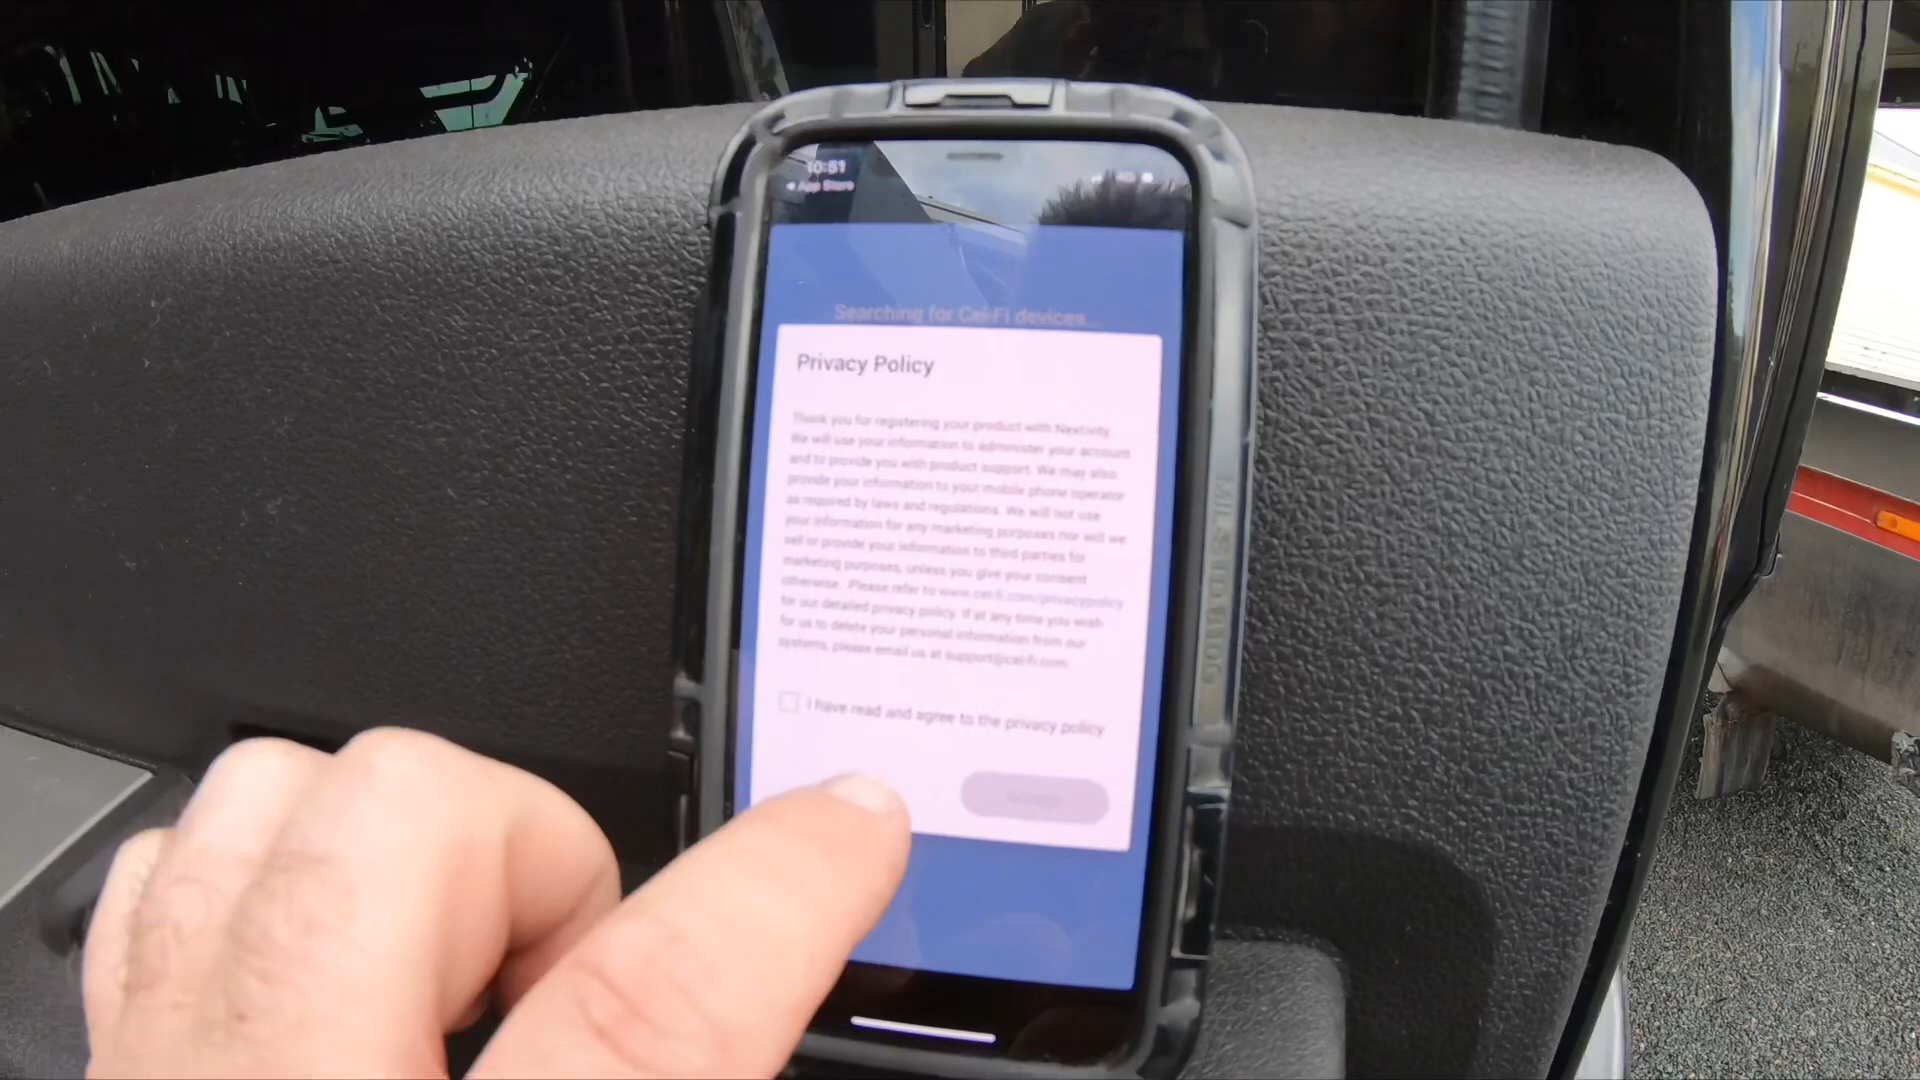 10:51
◀ App Store
Searching for Cel-Fi devices...
Privacy Policy
Thank you for registering your product with Nextivity.
We will use your information to administer your account
and to provide you with product support. We may also
provide your information to your mobile phone operator
as required by laws and regulations. We will not use
your information for any marketing purposes nor will we
sell or provide your information to third parties for
marketing purposes, unless you give your consent
otherwise. Please refer to www.cel-fi.com/privacypolicy
for our detailed privacy policy. If at any time you wish
for us to delete your personal information from our
systems, please email us at support@cel-fi.com.
I have read and agree to the privacy policy
Accept